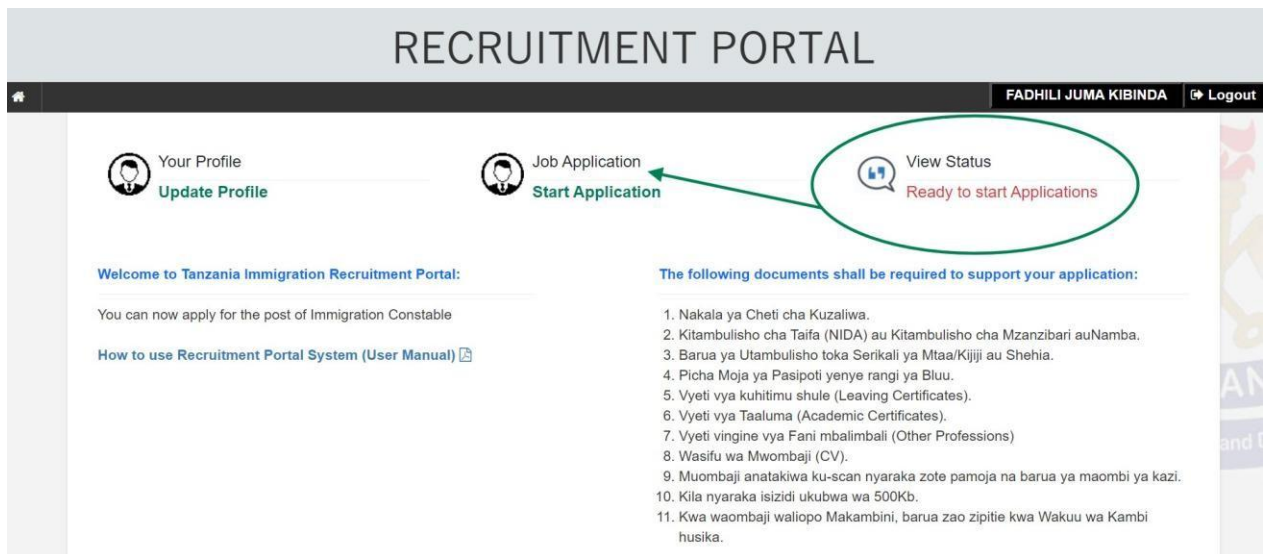 RECRUITMENT PORTAL
FADHILI JUMA KIBINDA
Logout
Your Profile
Update Profile
Job Application
Start Application
View Status
Ready to start Applications
Welcome to Tanzania Immigration Recruitment Portal:
You can now apply for the post of Immigration Constable
How to use Recruitment Portal System (User Manual)
The following documents shall be required to support your application:
1. Nakala ya Cheti cha Kuzaliwa.
2. Kitambulisho cha Taifa (NIDA) au Kitambulisho cha Mzanzibari auNamba.
3. Barua ya Utambulisho toka Serikali ya Mtaa/Kijiji au Shehia.
4. Picha Moja ya Pasipoti yenye rangi ya Bluu.
5. Vyeti vya kuhitimu shule (Leaving Certificates).
6. Vyeti vya Taaluma (Academic Certificates).
7. Vyeti vingine vya Fani mbalimbali (Other Professions)
8. Wasifu wa Mwombaji (CV).
9. Muombaji anatakiwa ku-scan nyaraka zote pamoja na barua ya maombi ya kazi.
10. Kila nyaraka isizidi ukubwa wa 500Kb.
11. Kwa waombaji waliopo Makambini, barua zao zipitie kwa Wakuu wa Kambi
husika.
AN
and D